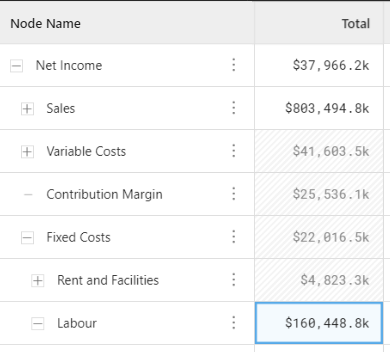 Node Name Total
Net Income $37,966.2k
Sales $803,494.8k
Variable Costs $41,603.5k
Contribution Margin $25,536.1k
Fixed Costs $22,016.5k
Rent and Facilities $4,823.3k
Labour $160,448.8k